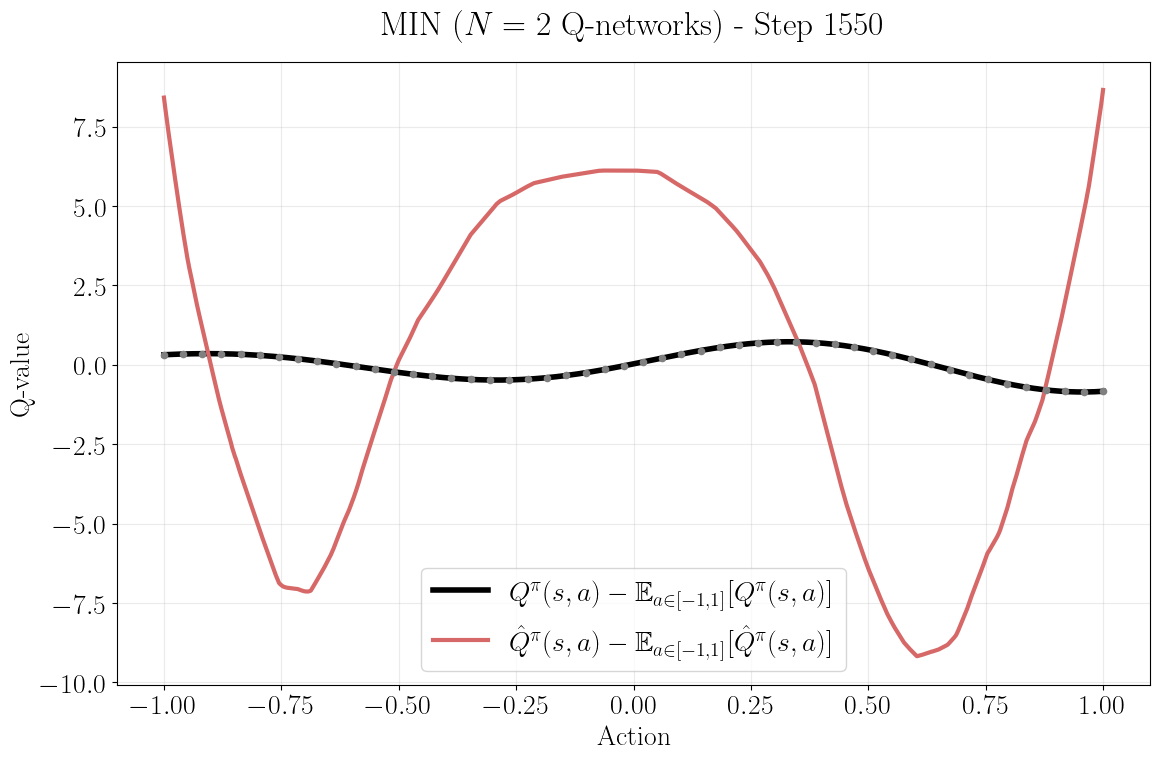 MIN (N = 2 Q-networks) - Step 1550
Q-value
7.5
5.0
2.5
0.0
−2.5
−5.0
−7.5
−10.0
Q^π(s, a) − 𝔼_{a∈[−1,1]}[Q^π(s, a)]
Q̂^π(s, a) − 𝔼_{a∈[−1,1]}[Q̂^π(s, a)]
−1.00 −0.75 −0.50 −0.25 0.00 0.25 0.50 0.75 1.00
Action